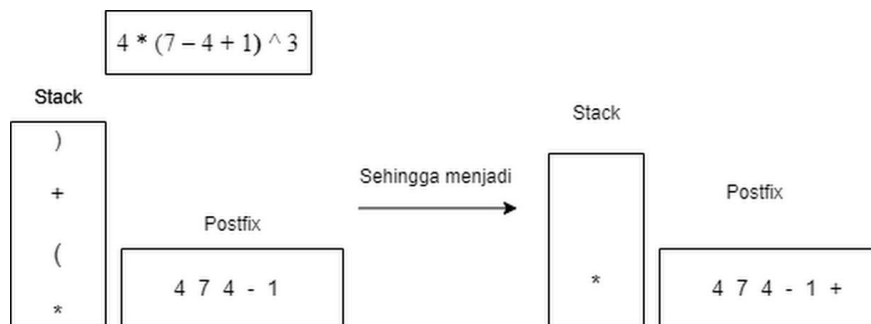 4 * (7 – 4 + 1) ^ 3
Stack
)
+
(
*
Postfix
4 7 4 - 1
Sehingga menjadi
Stack
*
Postfix
4 7 4 - 1 +